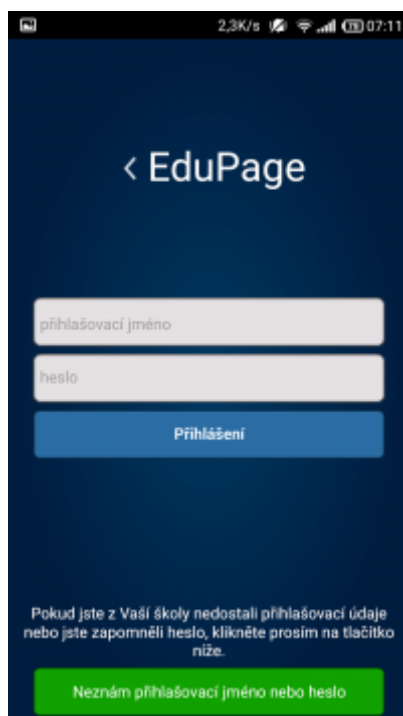 2,3K/s 75 07:11
< EduPage
přihlašovací jméno
heslo
Přihlášení
Pokud jste z Vaší školy nedostali přihlašovací údaje
nebo jste zapomněli heslo, klikněte prosím na tlačítko
níže.
Neznám přihlašovací jméno nebo heslo